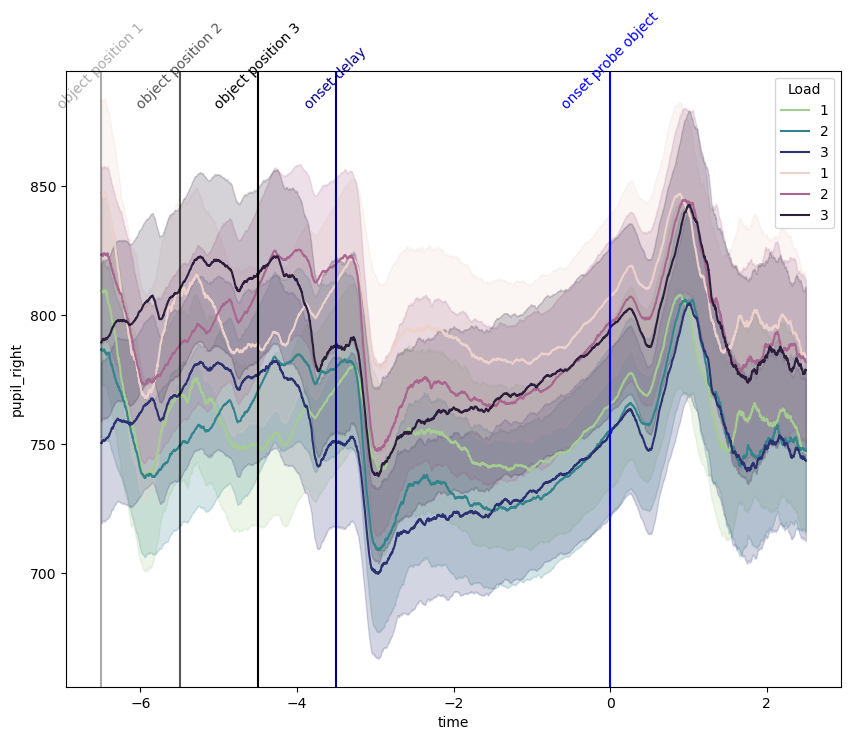 object position 1
object position 2
object position 3
onset delay
onset probe object
Load
1
2
3
1
2
3
850
800
750
700
pupil_right
−6
−4
−2
0
2
time